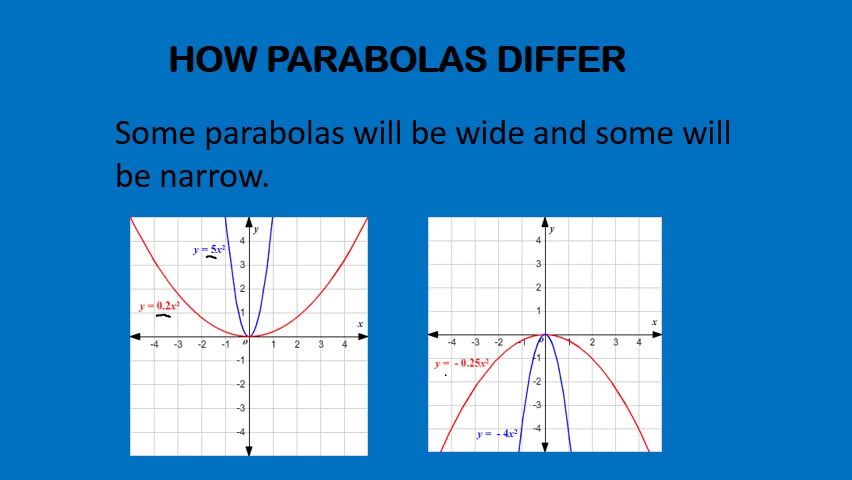 HOW PARABOLAS DIFFER
Some parabolas will be wide and some will
be narrow.
y
4
y = 5x²
3
2
y = 0.2x²
1
x
-4 -3 -2 -1 o 1 2 3 4
-1
-2
-3
-4
y
4
3
2
1
x
-4 -3 -2 -1 o 1 2 3 4
-1
y = - 0.25x²
-2
-3
y = - 4x²
-4